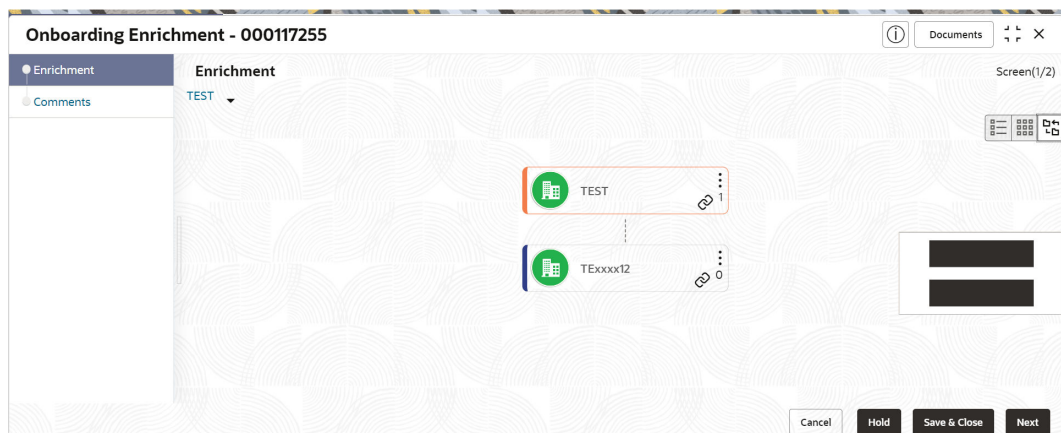 Onboarding Enrichment - 000117255
Documents
Enrichment
Comments
Enrichment
Screen(1/2)
TEST
TEST
1
TExxxx12
0
Cancel
Hold
Save & Close
Next